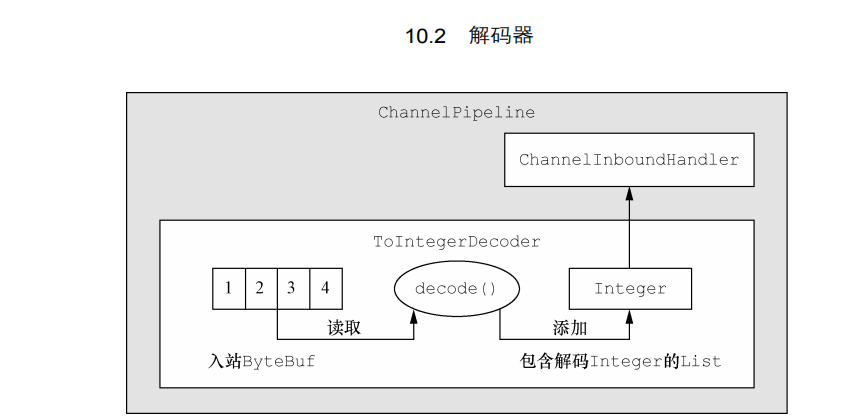 10.2 解码器
ChannelPipeline
ChannelInboundHandler
ToIntegerDecoder
1 2 3 4
decode()
Integer
读取
添加
入站ByteBuf
包含解码Integer的List